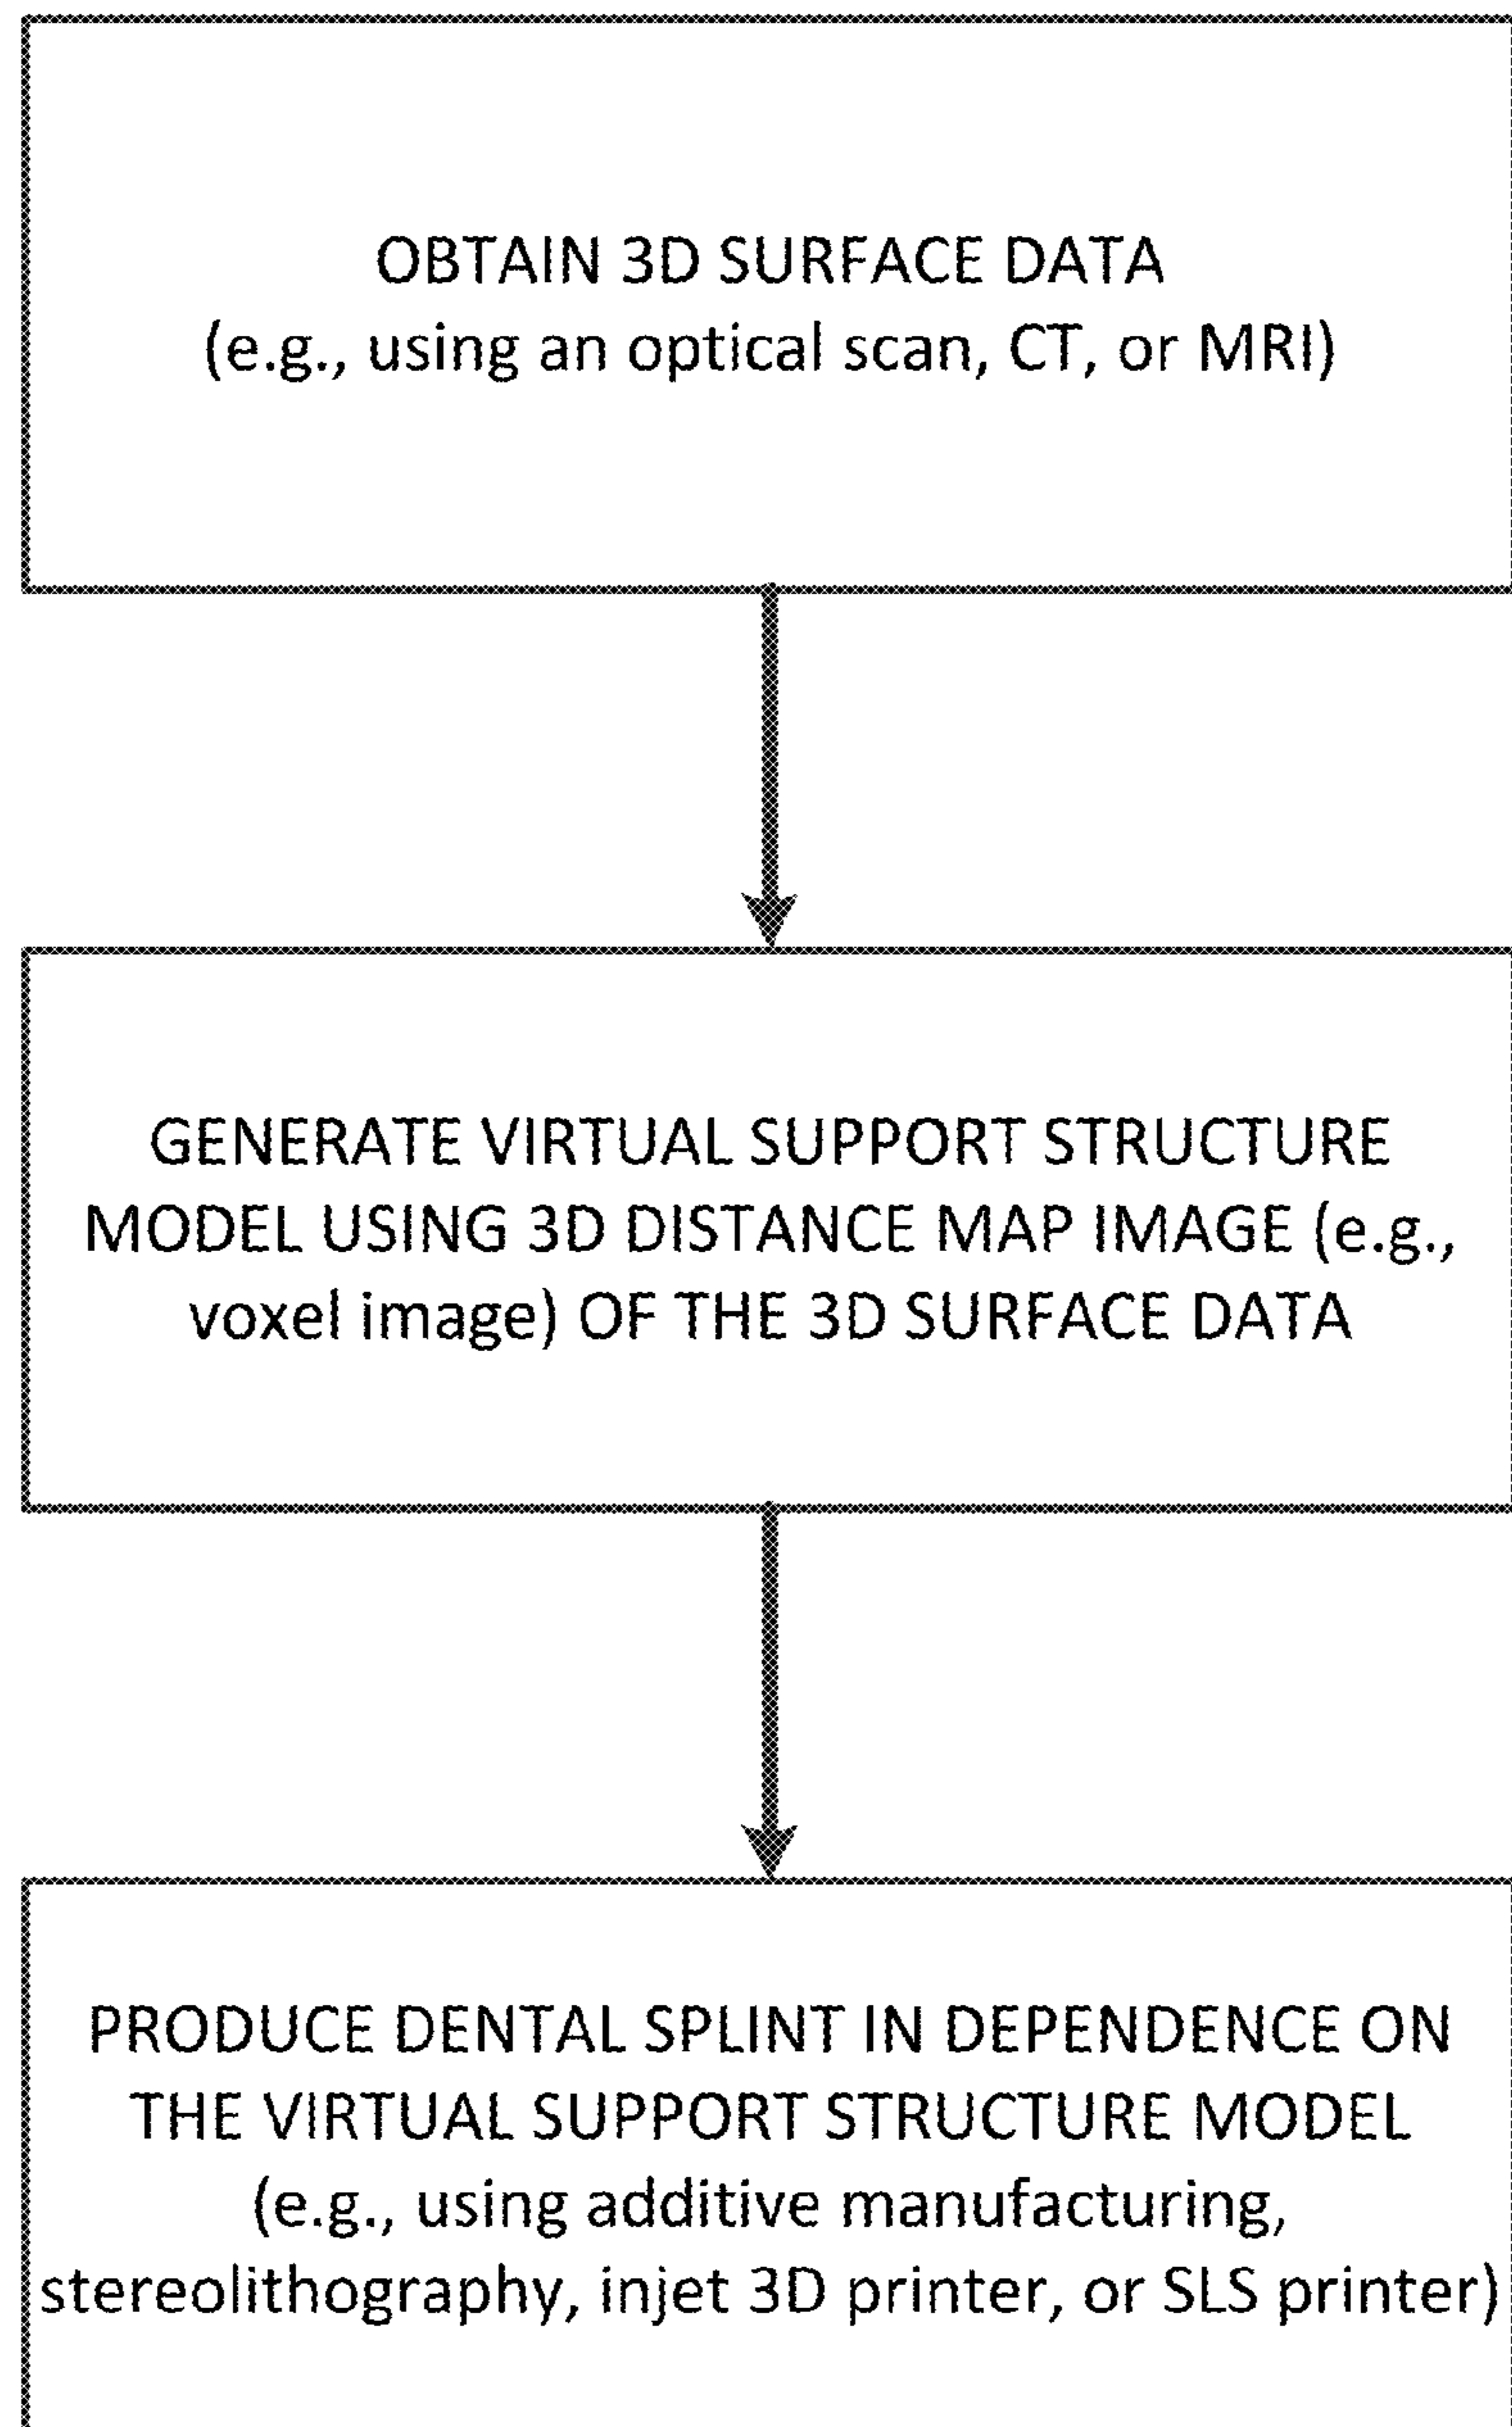 OBTAIN 3D SURFACE DATA
(e.g., using an optical scan, CT, or MRI)
GENERATE VIRTUAL SUPPORT STRUCTURE
MODEL USING 3D DISTANCE MAP IMAGE (e.g.,
voxel image) OF THE 3D SURFACE DATA
PRODUCE DENTAL SPLINT IN DEPENDENCE ON
THE VIRTUAL SUPPORT STRUCTURE MODEL
(e.g., using additive manufacturing,
stereolithography, injet 3D printer, or SLS printer)